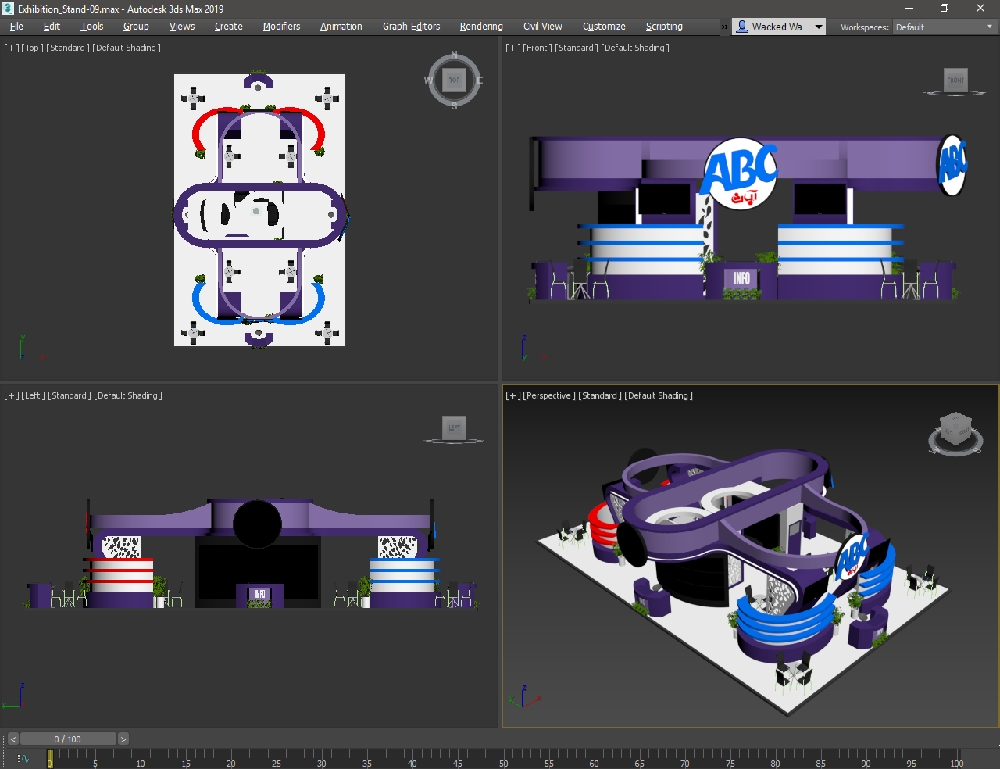 Exhibition_Stand-09.max - Autodesk 3ds Max 2019
File Edit Tools Group Views Create Modifiers Animation Graph Editors Rendering Civil View Customize Scripting » Wacked Wa Workspaces: Default
[+] [Top] [Standard] [Default Shading]
N
W TOP E
S
[+] [Front] [Standard] [Default Shading]
FRONT
ABC
ABC
INFO
[+] [Left] [Standard] [Default Shading]
LEFT
INFO
[+] [Perspective] [Standard] [Default Shading]
ABC
< 0 / 100 >
0 5 10 15 20 25 30 35 40 45 50 55 60 65 70 75 80 85 90 95 100